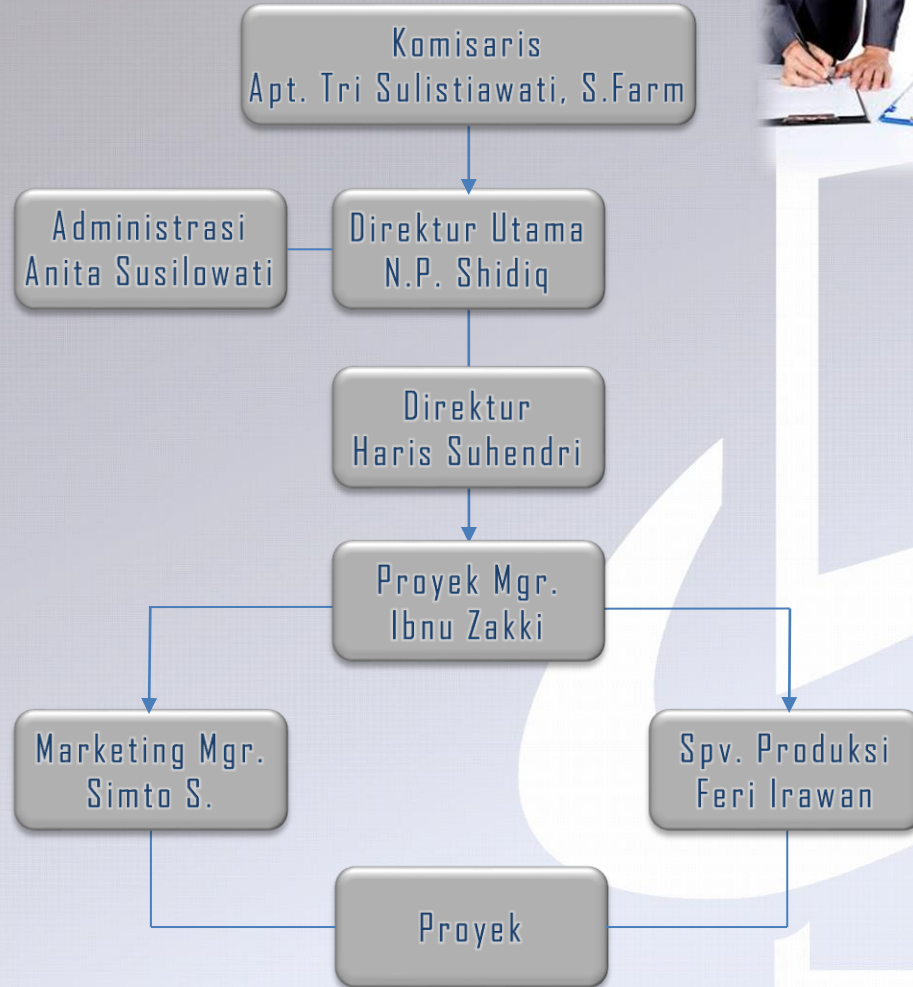 Komisaris
Apt. Tri Sulistiawati, S.Farm
Administrasi
Anita Susilowati
Direktur Utama
N.P. Shidiq
Direktur
Haris Suhendri
Proyek Mgr.
Ibnu Zakki
Marketing Mgr.
Simto S.
Spv. Produksi
Feri Irawan
Proyek